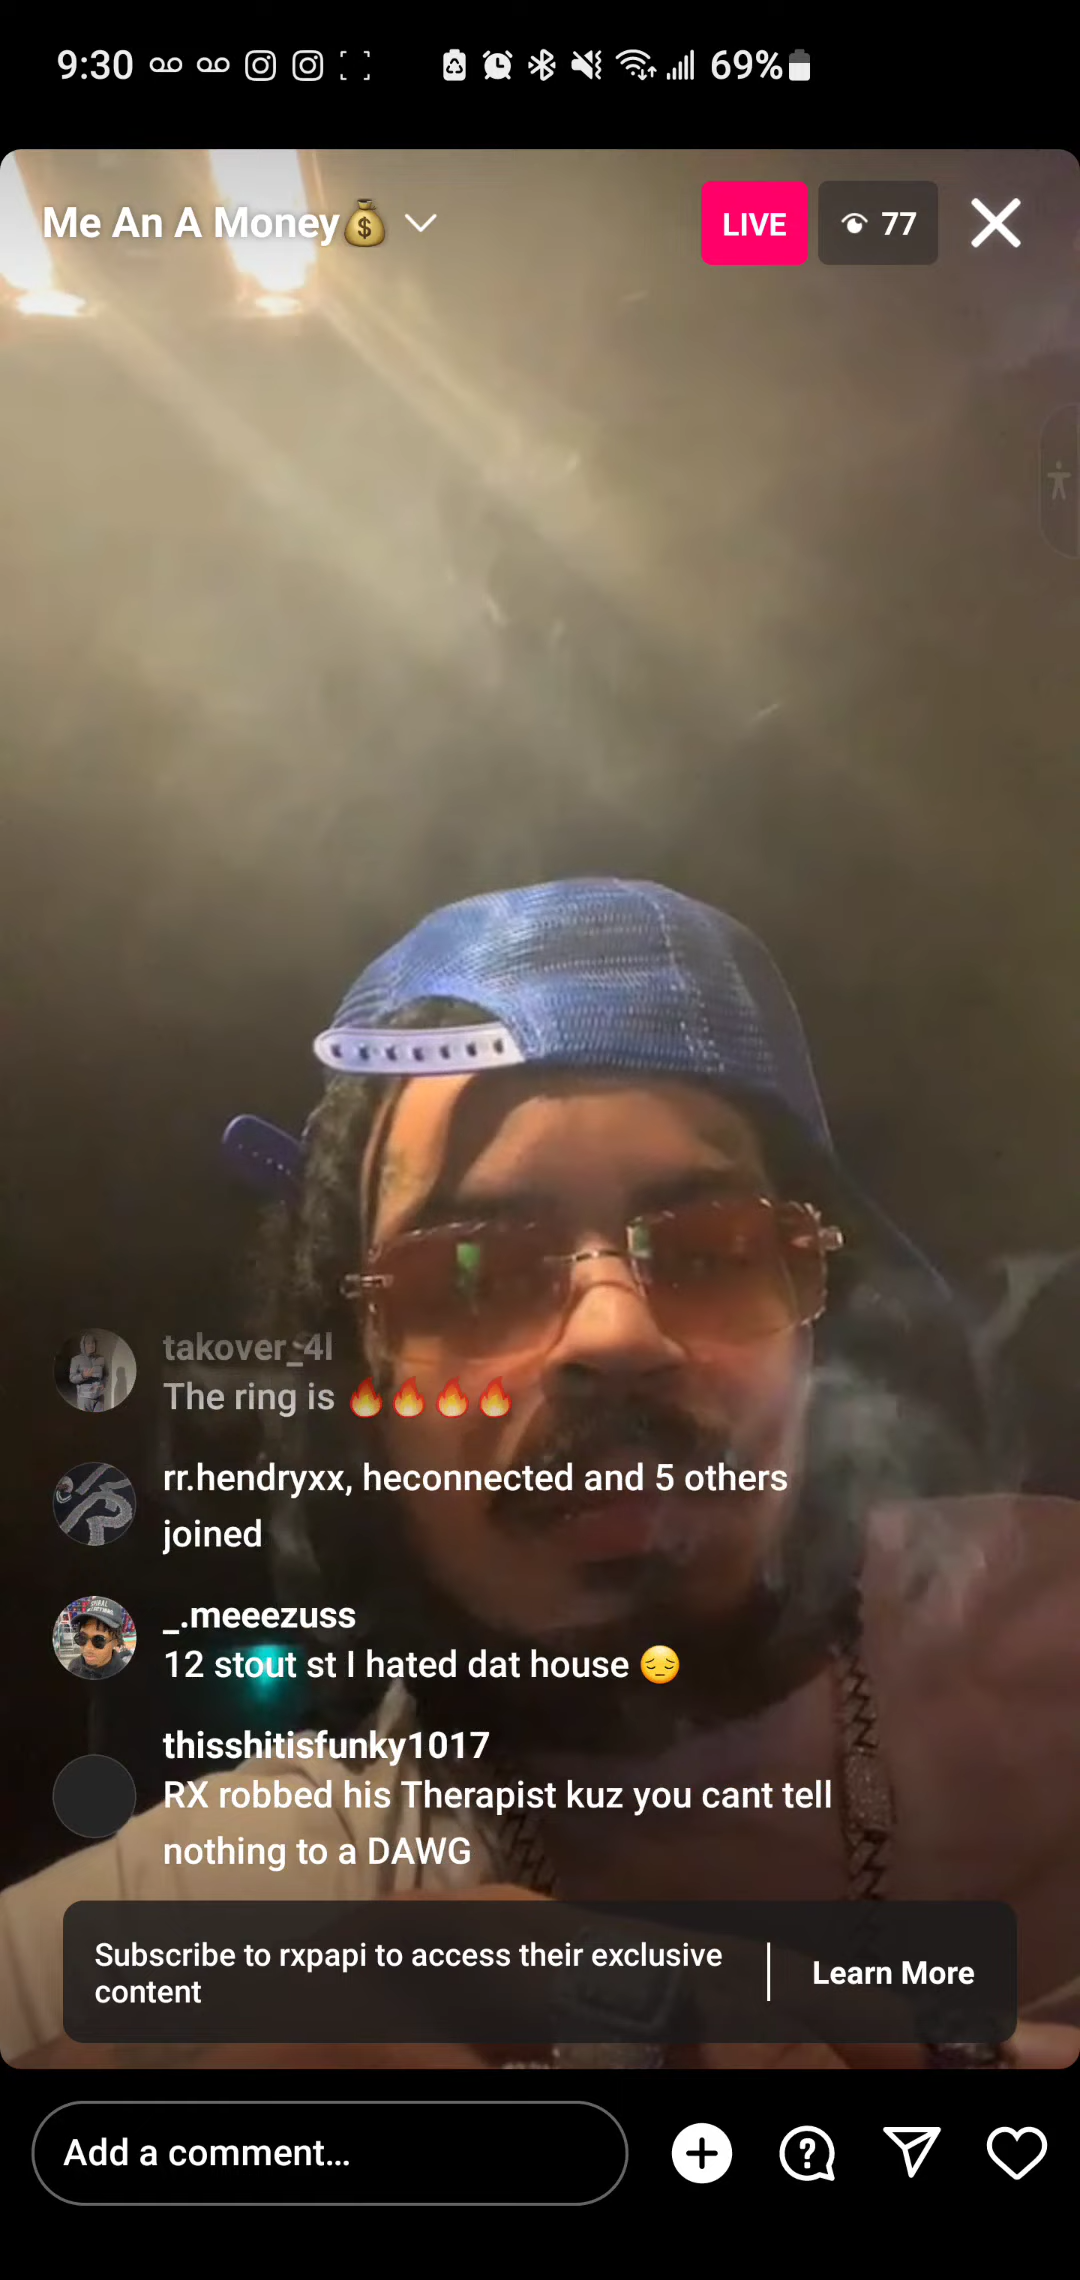 9:30
69%
Me An A Money💰
LIVE
77
takover_4l
The ring is 🔥🔥🔥🔥
rr.hendryxx, heconnected and 5 others
joined
_.meeezuss
12 stout st I hated dat house 😔
thisshitisfunky1017
RX robbed his Therapist kuz you cant tell
nothing to a DAWG
Subscribe to rxpapi to access their exclusive
content
Learn More
Add a comment...